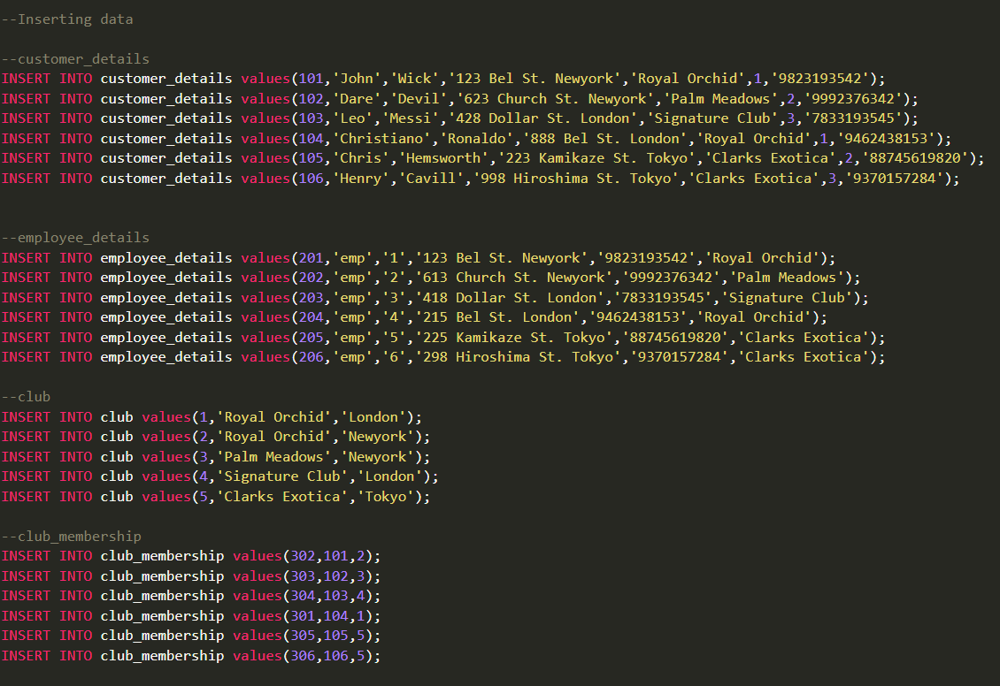 --Inserting data
--customer_details
INSERT INTO customer_details values(101,'John','Wick','123 Bel St. Newyork','Royal Orchid',1,'9823193542');
INSERT INTO customer_details values(102,'Dare','Devil','623 Church St. Newyork','Palm Meadows',2,'9992376342');
INSERT INTO customer_details values(103,'Leo','Messi','428 Dollar St. London','Signature Club',3,'7833193545');
INSERT INTO customer_details values(104,'Christiano','Ronaldo','888 Bel St. London','Royal Orchid',1,'9462438153');
INSERT INTO customer_details values(105,'Chris','Hemsworth','223 Kamikaze St. Tokyo','Clarks Exotica',2,'88745619820');
INSERT INTO customer_details values(106,'Henry','Cavill','998 Hiroshima St. Tokyo','Clarks Exotica',3,'9370157284');
--employee_details
INSERT INTO employee_details values(201,'emp','1','123 Bel St. Newyork','9823193542','Royal Orchid');
INSERT INTO employee_details values(202,'emp','2','613 Church St. Newyork','9992376342','Palm Meadows');
INSERT INTO employee_details values(203,'emp','3','418 Dollar St. London','7833193545','Signature Club');
INSERT INTO employee_details values(204,'emp','4','215 Bel St. London','9462438153','Royal Orchid');
INSERT INTO employee_details values(205,'emp','5','225 Kamikaze St. Tokyo','88745619820','Clarks Exotica');
INSERT INTO employee_details values(206,'emp','6','298 Hiroshima St. Tokyo','9370157284','Clarks Exotica');
--club
INSERT INTO club values(1,'Royal Orchid','London');
INSERT INTO club values(2,'Royal Orchid','Newyork');
INSERT INTO club values(3,'Palm Meadows','Newyork');
INSERT INTO club values(4,'Signature Club','London');
INSERT INTO club values(5,'Clarks Exotica','Tokyo');
--club_membership
INSERT INTO club_membership values(302,101,2);
INSERT INTO club_membership values(303,102,3);
INSERT INTO club_membership values(304,103,4);
INSERT INTO club_membership values(301,104,1);
INSERT INTO club_membership values(305,105,5);
INSERT INTO club_membership values(306,106,5);